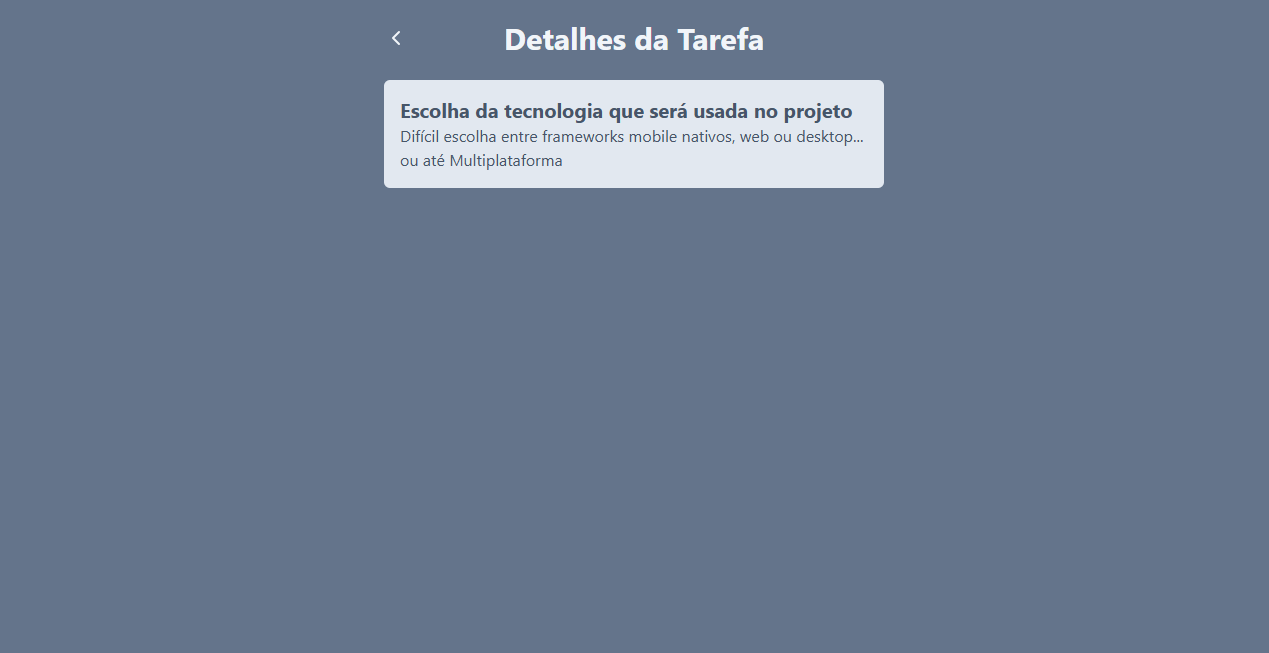 Detalhes da Tarefa
Escolha da tecnologia que será usada no projeto
Difícil escolha entre frameworks mobile nativos, web ou desktop...
ou até Multiplataforma